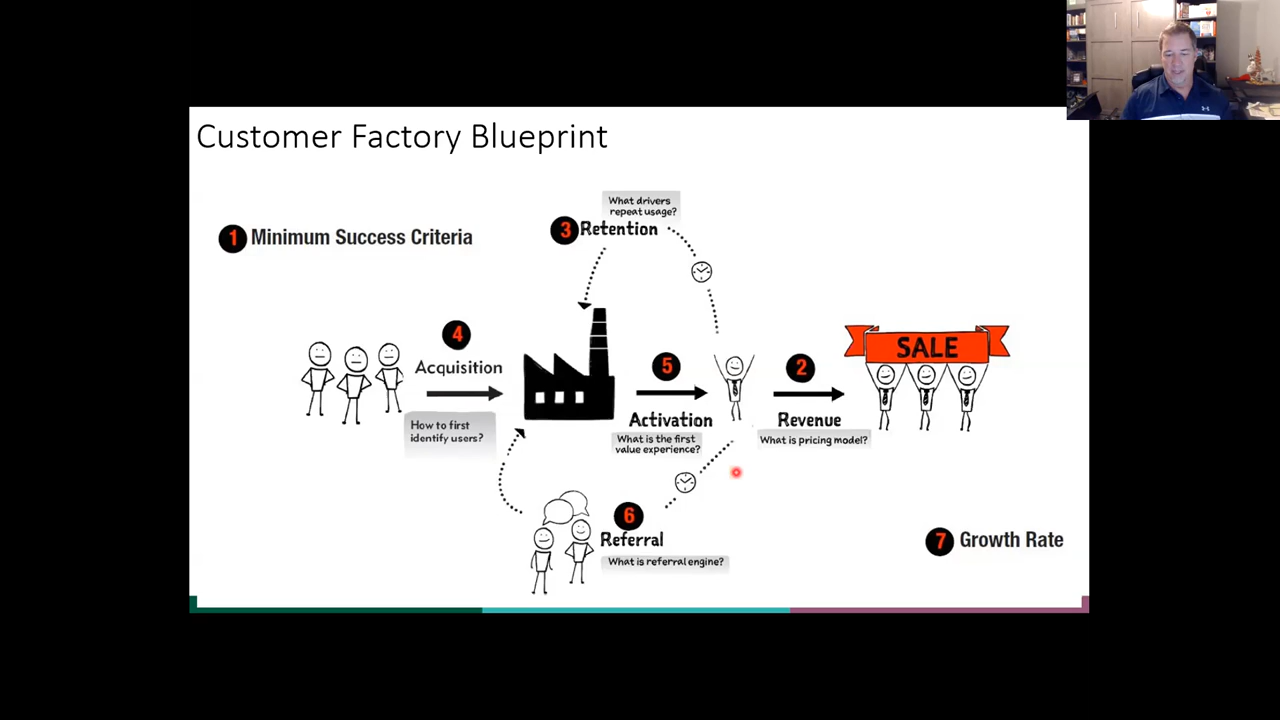 Customer Factory Blueprint
What drivers
repeat usage?
3 Retention
1 Minimum Success Criteria
4
Acquisition
How to first
identify users?
5
Activation
What is the first
value experience?
2
Revenue
What is pricing model?
SALE
6
Referral
What is referral engine?
7 Growth Rate